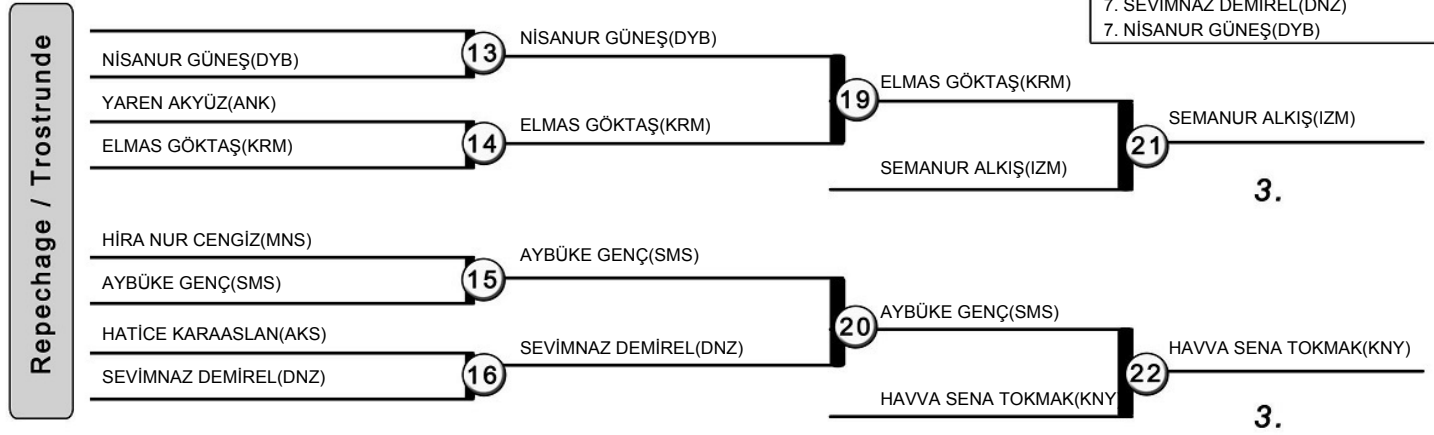 7. SEVİMNAZ DEMİREL(DNZ)
7. NİSANUR GÜNEŞ(DYB)
Repechage / Trostrunde
NİSANUR GÜNEŞ(DYB)
13
NİSANUR GÜNEŞ(DYB)
YAREN AKYÜZ(ANK)
ELMAS GÖKTAŞ(KRM)
14
ELMAS GÖKTAŞ(KRM)
19
ELMAS GÖKTAŞ(KRM)
SEMANUR ALKIŞ(IZM)
21
SEMANUR ALKIŞ(IZM)
3.
HİRA NUR CENGİZ(MNS)
AYBÜKE GENÇ(SMS)
15
AYBÜKE GENÇ(SMS)
HATİCE KARAASLAN(AKS)
SEVİMNAZ DEMİREL(DNZ)
16
SEVİMNAZ DEMİREL(DNZ)
20
AYBÜKE GENÇ(SMS)
HAVVA SENA TOKMAK(KNY
22
HAVVA SENA TOKMAK(KNY)
3.